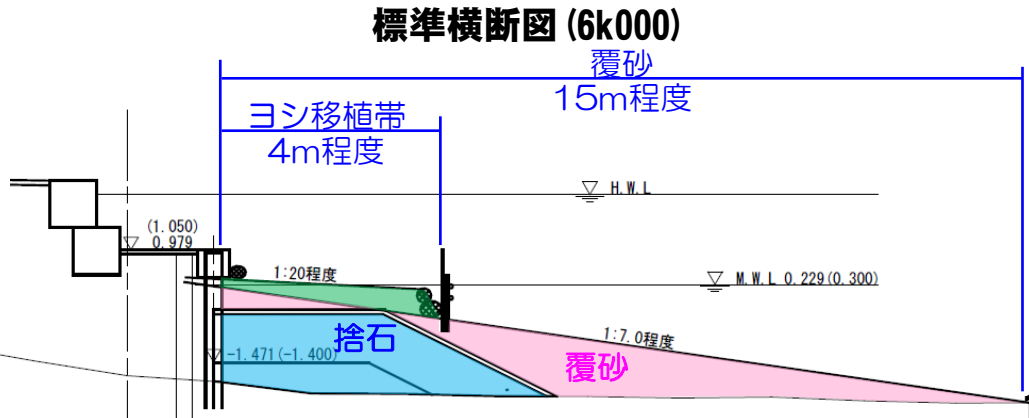 標準横断図(6k000)
覆砂
15m程度
ヨシ移植帯
4m程度
H.W.L
(1.050)
0.979
1:20程度
M.W.L 0.229(0.300)
1:7.0程度
捨石
-1.471(-1.400)
覆砂